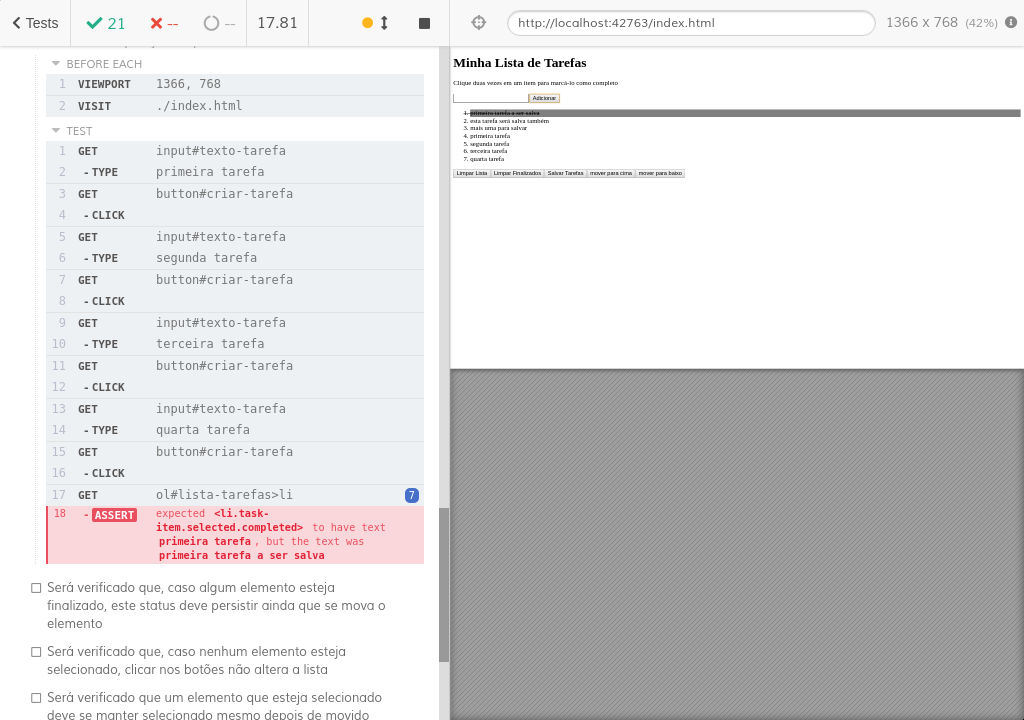 Tests
21
--
--
17.81
http://localhost:42763/index.html
1366 x 768 (42%)
BEFORE EACH
1 VIEWPORT 1366, 768
2 VISIT ./index.html
TEST
1 GET input#texto-tarefa
2 - TYPE primeira tarefa
3 GET button#criar-tarefa
4 - CLICK
5 GET input#texto-tarefa
6 - TYPE segunda tarefa
7 GET button#criar-tarefa
8 - CLICK
9 GET input#texto-tarefa
10 - TYPE terceira tarefa
11 GET button#criar-tarefa
12 - CLICK
13 GET input#texto-tarefa
14 - TYPE quarta tarefa
15 GET button#criar-tarefa
16 - CLICK
17 GET ol#lista-tarefas>li 7
18 - ASSERT expected <li.task-
item.selected.completed> to have text
primeira tarefa , but the text was
primeira tarefa a ser salva
Será verificado que, caso algum elemento esteja
finalizado, este status deve persistir ainda que se mova o
elemento
Será verificado que, caso nenhum elemento esteja
selecionado, clicar nos botões não altera a lista
Será verificado que um elemento que esteja selecionado
deve se manter selecionado mesmo depois de movido
Minha Lista de Tarefas
Clique duas vezes em um item para marcá-lo como completo
Adicionar
1. primeira tarefa a ser salva
2. esta tarefa será salva também
3. mais uma para salvar
4. primeira tarefa
5. segunda tarefa
6. terceira tarefa
7. quarta tarefa
Limpar Lista Limpar Finalizados Salvar Tarefas mover para cima mover para baixo